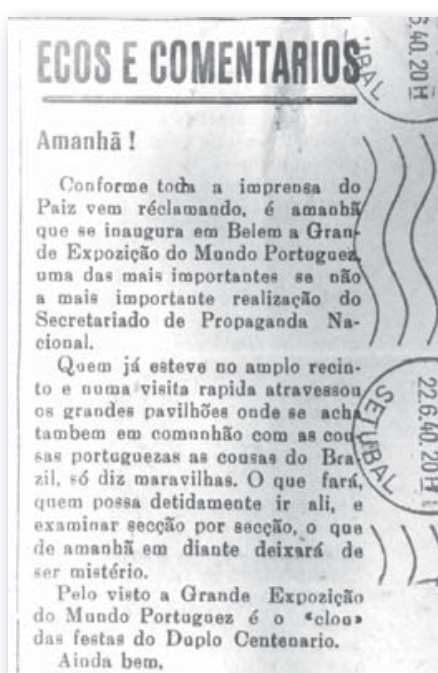 ECOS E COMENTARIOS
Amanhã !
Conforme toda a imprensa do
Paiz vem réclamando, é amanhã
que se inaugura em Belem a Gran-
de Expozição do Mundo Portuguez,
uma das mais importantes se não
a mais importante realização do
Secretariado de Propaganda Na-
cional.
Quem já esteve no amplo recin-
to e numa visita rapida atravessou
os grandes pavilhões onde se acha
tambem em comunhão com as cou-
sas portuguezas as cousas do Bra-
zil, só diz maravilhas. O que fará,
quem possa detidamente ir ali, e
examinar secção por secção, o que
de amanhã em diante deixará de
ser mistério.
Pelo visto a Grande Expozição
do Mundo Portuguez é o «clou»
das festas do Duplo Centenario.
Ainda bem.
6.40.20H
UBAL
22.6.40.20H
SETUBAL